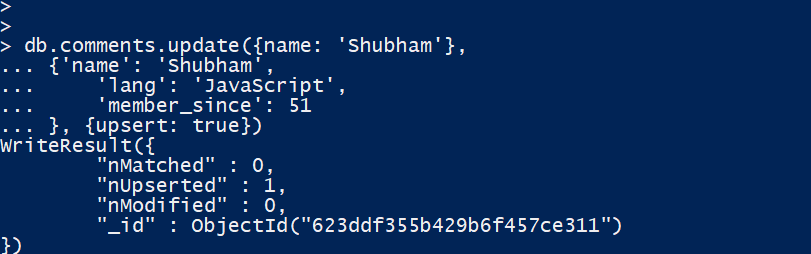 >
>
> db.comments.update({name: 'Shubham'},
... {'name': 'Shubham',
...     'lang': 'JavaScript',
...     'member_since': 51
... }, {upsert: true})
WriteResult({
        "nMatched" : 0,
        "nUpserted" : 1,
        "nModified" : 0,
        "_id" : ObjectId("623ddf355b429b6f457ce311")
})